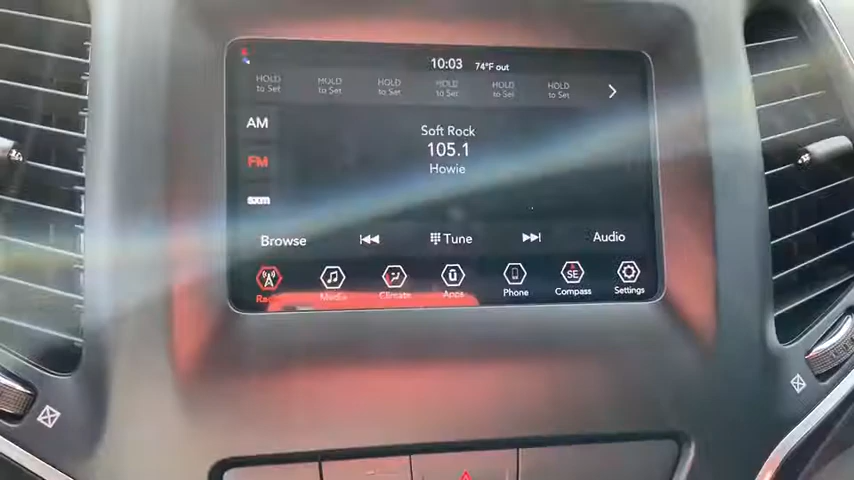 10:03 74°F out
HOLD to Set HOLD to Set HOLD to Set HOLD to Set HOLD to Set HOLD to Set
AM
Soft Rock
FM
105.1
Howie
Browse Tune Audio
SE
Radio Media Climate Apps Phone Compass Settings